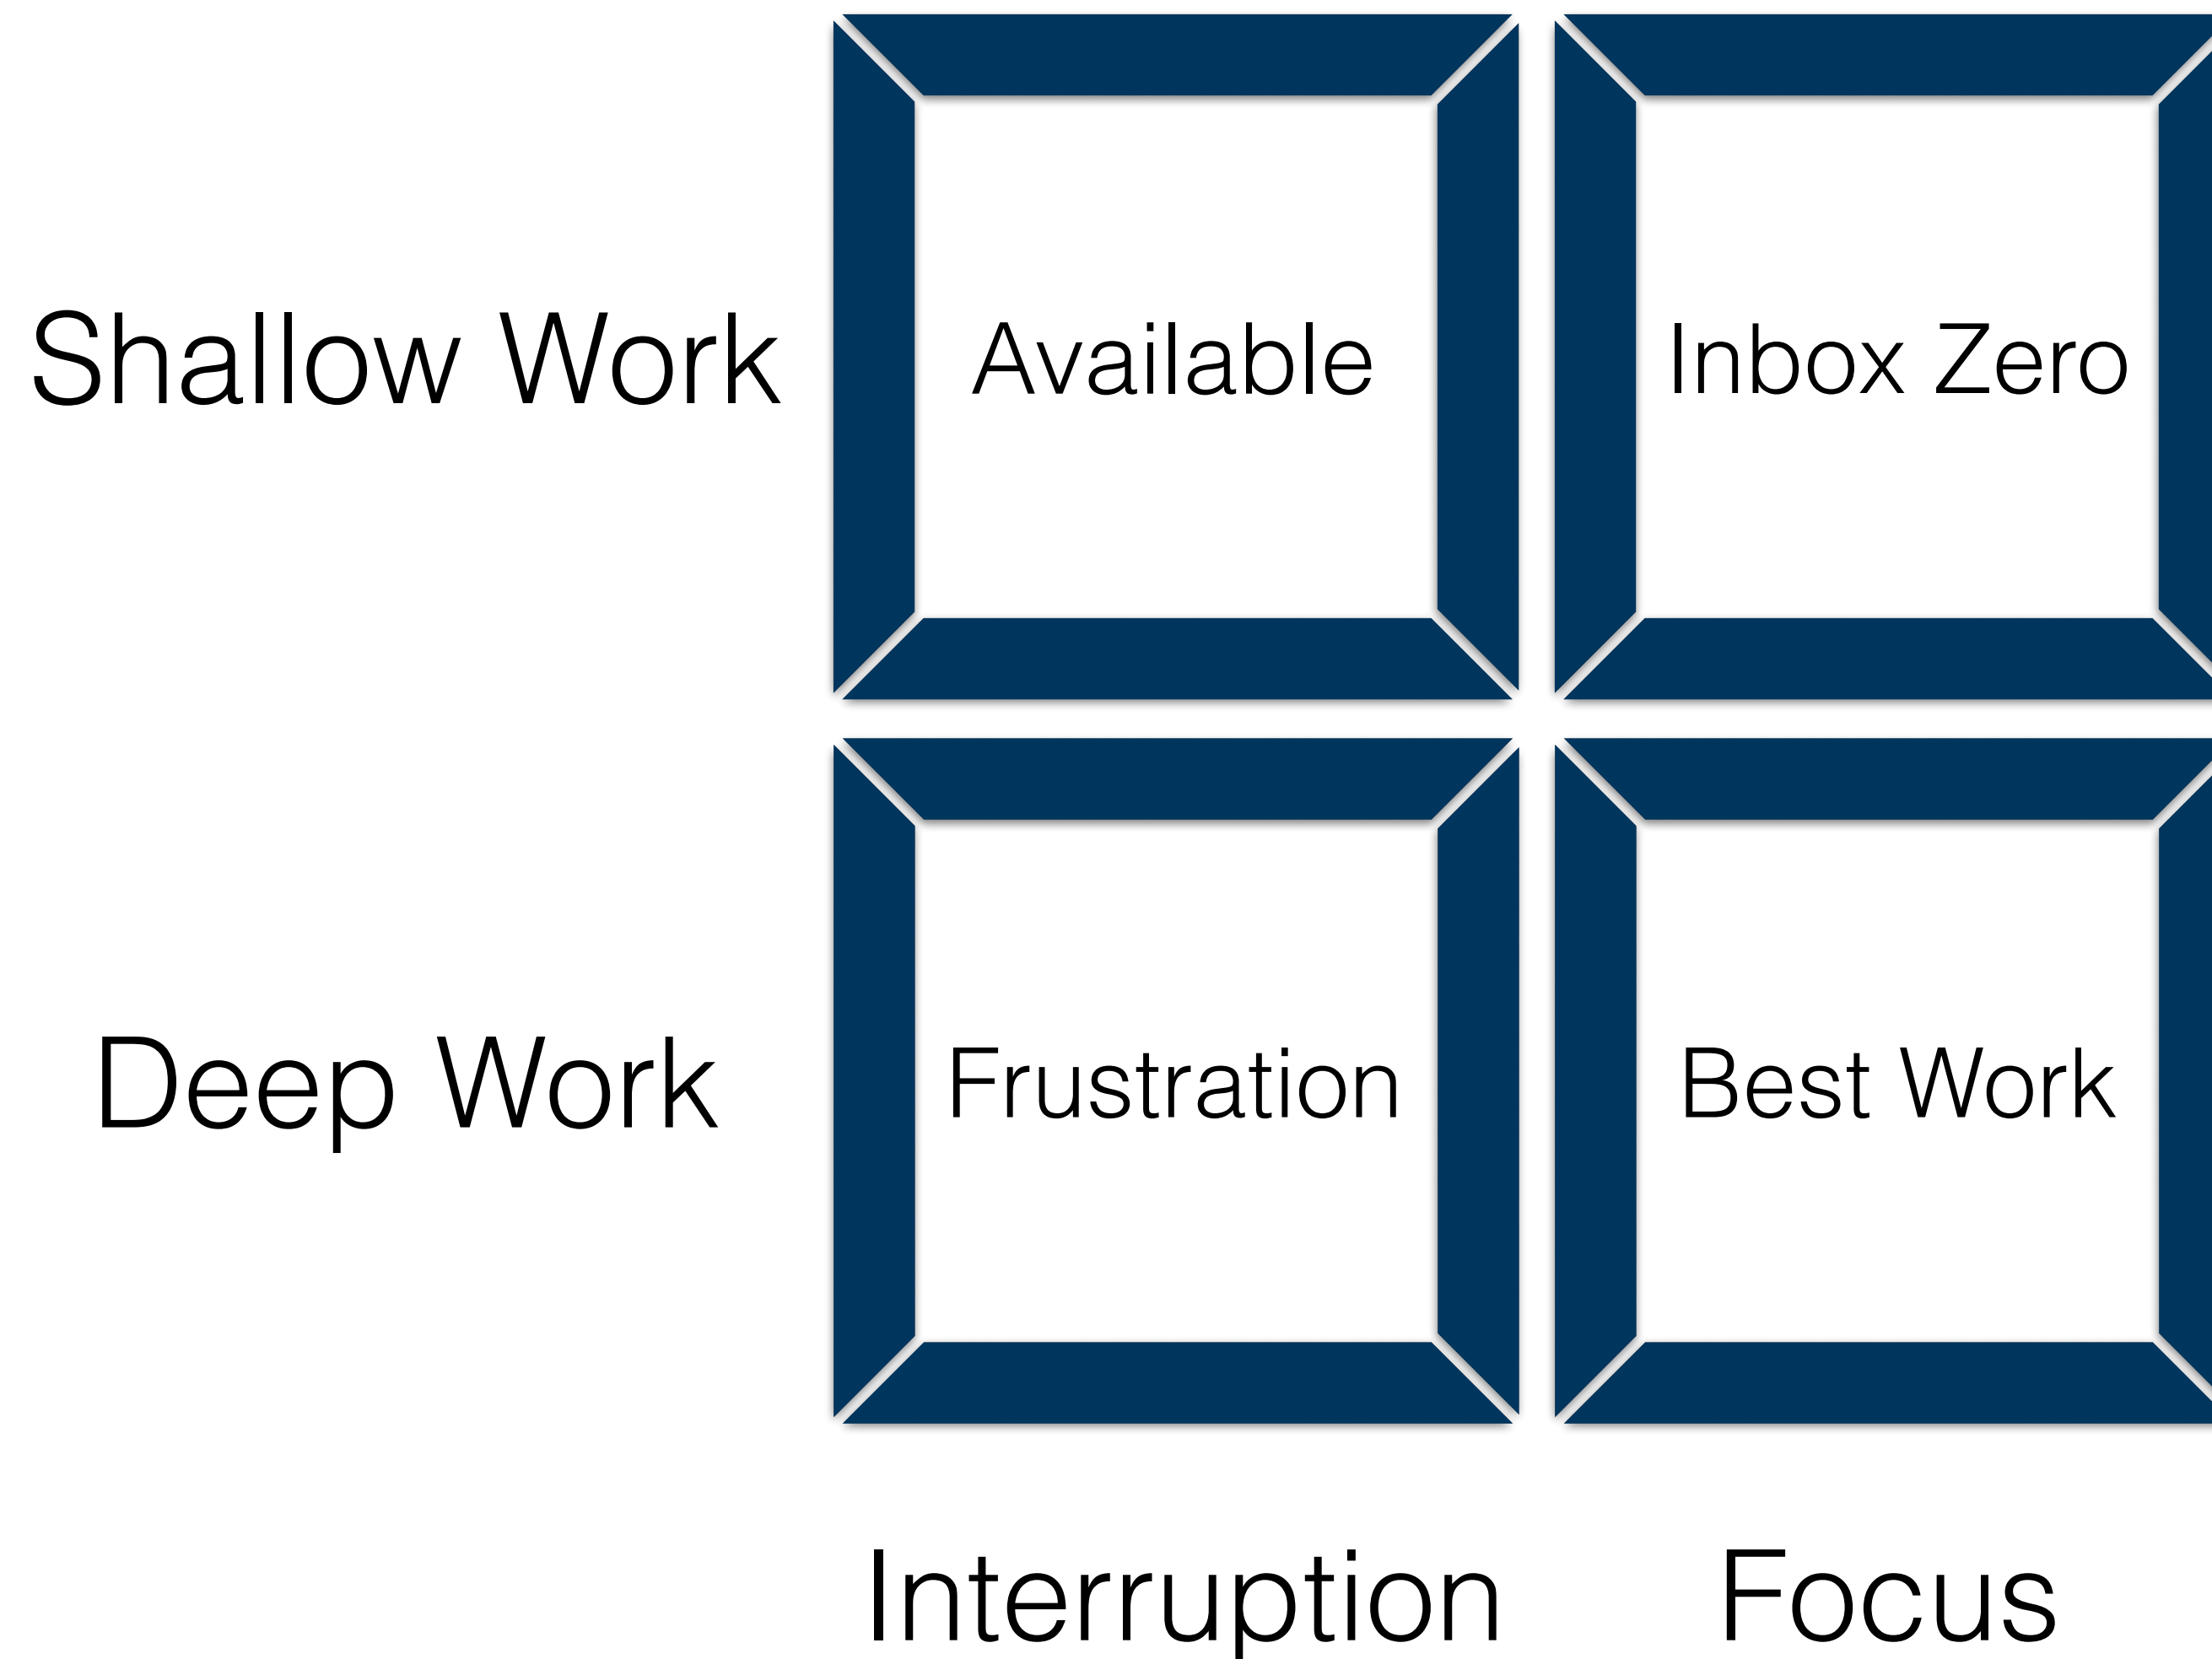 Shallow Work
Available
Inbox Zero
Deep Work
Frustration
Best Work
Interruption
Focus